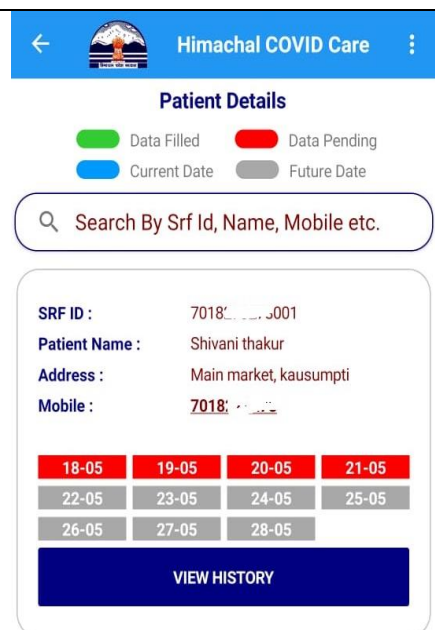 Himachal COVID Care
Patient Details
Data Filled Data Pending
Current Date Future Date
Search By Srf Id, Name, Mobile etc.
SRF ID :
Patient Name : Shivani thakur
Address : Main market, kausumpti
Mobile :
18-05 19-05 20-05 21-05
22-05 23-05 24-05 25-05
26-05 27-05 28-05
VIEW HISTORY